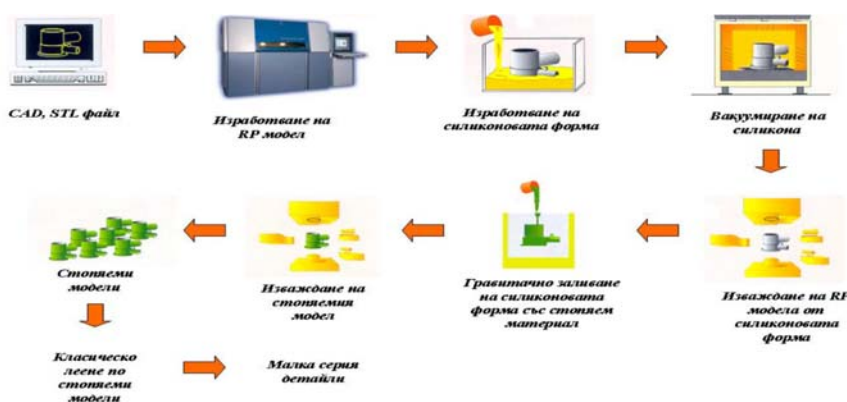 CAD, STL файл
Изработване на
RP модел
Изработване на
силиконовата форма
Вакуумиране на
силикона
Изваждане на RP
модела от
силиконовата
форма
Гравитачно заливане
на силиконовата
форма със стопяем
материал
Изваждане на
стопяемия
модел
Стопяеми
модели
Класическо
леене по
стопяеми
модели
Малка серия
детайли